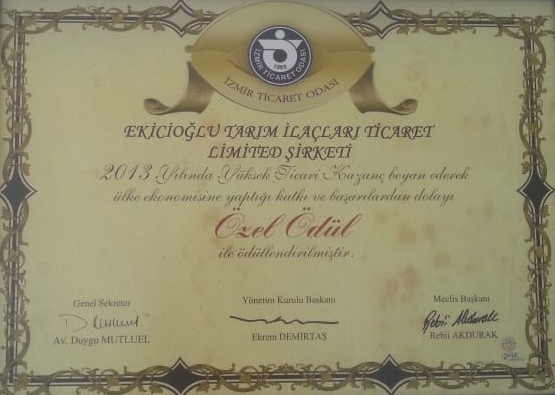 İZMİR TİCARET ODASI
1885
İZMİR TİCARET ODASI
EKİCİOĞLU TARIM İLAÇLARI TİCARET
LİMİTED ŞİRKETİ
2013 Yılında Yüksek Ticari Kazanç beyan ederek
ülke ekonomisine yaptığı katkı ve başarılardan dolayı
Özel Ödül
ile ödüllendirilmiştir.
Genel Sekreter
Av. Duygu MUTLUEL
Yönetim Kurulu Başkanı
Ekrem DEMİRTAŞ
Meclis Başkanı
Rebii Akdurak
Rebii AKDURAK